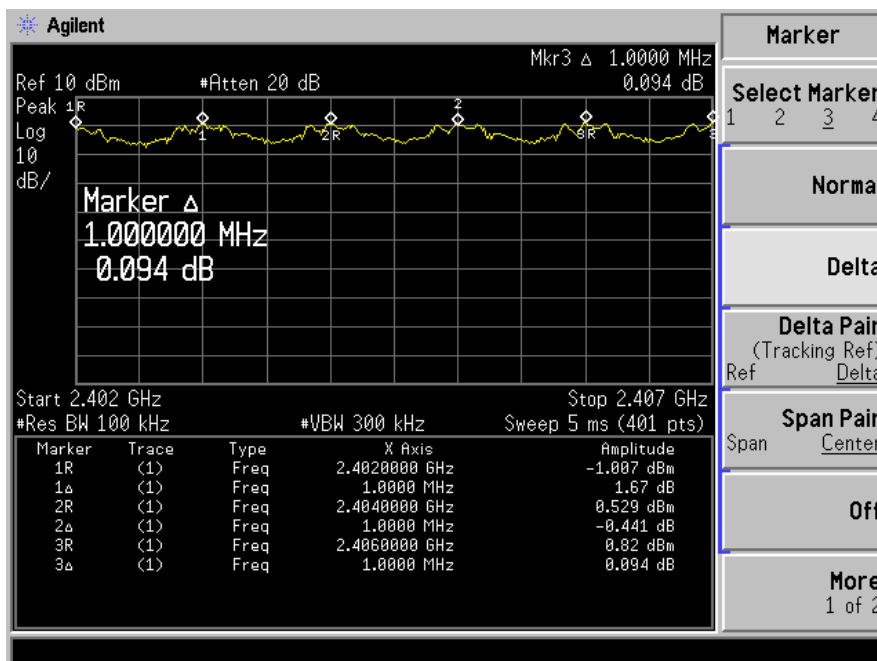 Agilent
Mkr3 Δ 1.0000 MHz
Ref 10 dBm #Atten 20 dB 0.094 dB
Peak
Log
10
dB/
1R 1 2R 2 3R
Marker Δ
1.000000 MHz
0.094 dB
Start 2.402 GHz Stop 2.407 GHz
#Res BW 100 kHz #VBW 300 kHz Sweep 5 ms (401 pts)
Marker Trace Type X Axis Amplitude
1R (1) Freq 2.4020000 GHz -1.007 dBm
1Δ (1) Freq 1.0000 MHz 1.67 dB
2R (1) Freq 2.4040000 GHz 0.529 dBm
2Δ (1) Freq 1.0000 MHz -0.441 dB
3R (1) Freq 2.4060000 GHz 0.82 dBm
3Δ (1) Freq 1.0000 MHz 0.094 dB
Marker
Select Marker
1 2 3 4
Norma
Delta
Delta Pair
(Tracking Ref)
Ref Delta
Span Pair
Span Center
Off
More
1 of 2